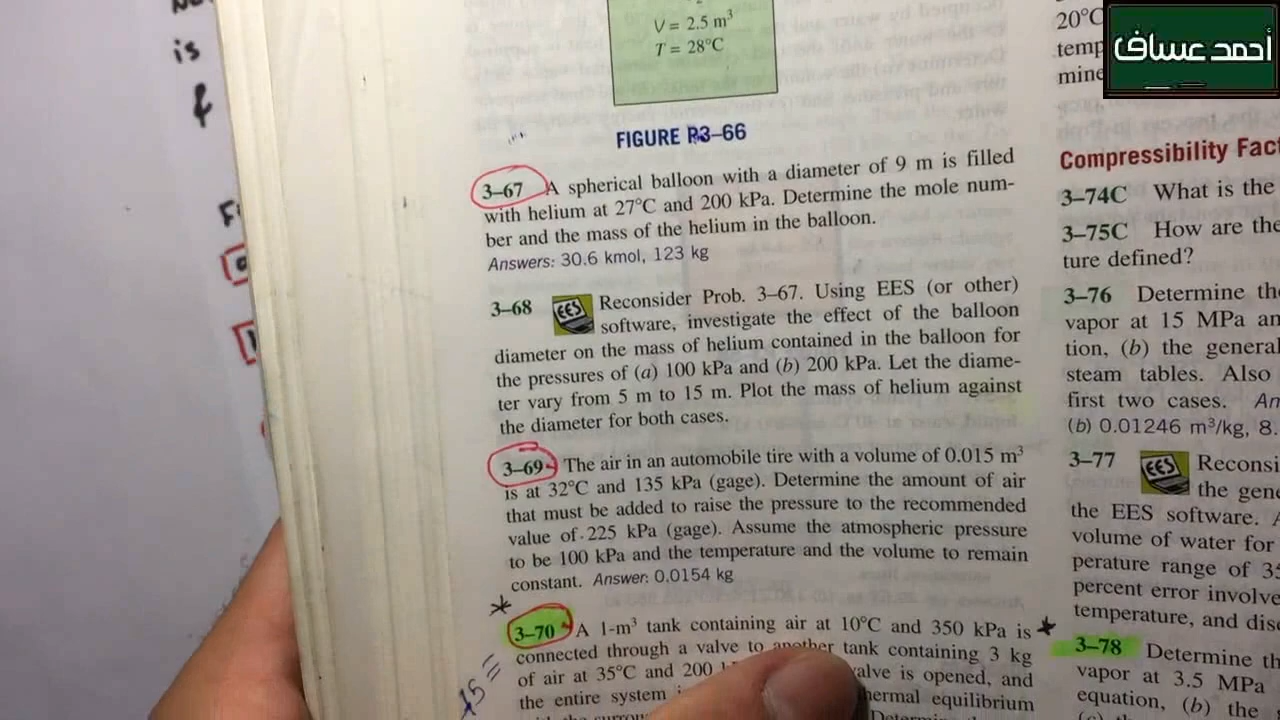 is
f
V = 2.5 m³
T = 28°C
FIGURE P3–66
3–67 A spherical balloon with a diameter of 9 m is filled
with helium at 27°C and 200 kPa. Determine the mole num-
ber and the mass of the helium in the balloon.
Answers: 30.6 kmol, 123 kg
3–68 EES Reconsider Prob. 3–67. Using EES (or other)
software, investigate the effect of the balloon
diameter on the mass of helium contained in the balloon for
the pressures of (a) 100 kPa and (b) 200 kPa. Let the diame-
ter vary from 5 m to 15 m. Plot the mass of helium against
the diameter for both cases.
3–69 The air in an automobile tire with a volume of 0.015 m³
is at 32°C and 135 kPa (gage). Determine the amount of air
that must be added to raise the pressure to the recommended
value of 225 kPa (gage). Assume the atmospheric pressure
to be 100 kPa and the temperature and the volume to remain
constant. Answer: 0.0154 kg
3–70 A 1-m³ tank containing air at 10°C and 350 kPa is
connected through a valve to another tank containing 3 kg
of air at 35°C and 200 valve is opened, and
the entire system thermal equilibrium
Determine
20°C
temp
mine
أحمد عساف
Compressibility Fact
3–74C What is the
3–75C How are the
ture defined?
3–76 Determine the
vapor at 15 MPa an
tion, (b) the general
steam tables. Also
first two cases. An
(b) 0.01246 m³/kg, 8.
3–77 EES Reconsi
the gene
the EES software. A
volume of water for
perature range of 35
percent error involve
temperature, and disc
3–78 Determine th
vapor at 3.5 MPa
equation, (b) the